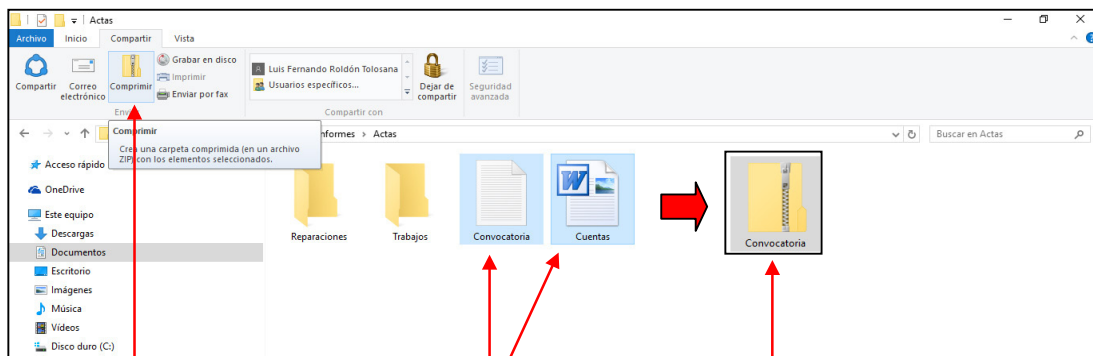 Actas
Archivo Inicio Compartir Vista
Compartir
Correo electrónico
Comprimir
Grabar en disco
Imprimir
Enviar por fax
Luis Fernando Roldón Tolosana
Usuarios específicos...
Dejar de compartir
Seguridad avanzada
Compartir con
Actas
Buscar en Actas
Comprimir
Crea una carpeta comprimida (en un archivo
ZIP) con los elementos seleccionados.
Acceso rápido
OneDrive
Este equipo
Descargas
Documentos
Escritorio
Imágenes
Música
Vídeos
Disco duro (C:)
Reparaciones
Trabajos
Convocatoria
Cuentas
Convocatoria